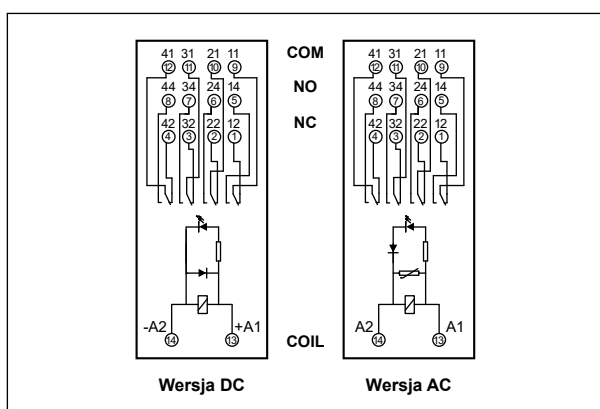 41 31 21 11 COM 41 31 21 11
12 11 10 9 12 11 10 9
44 34 24 14 NO 44 34 24 14
8 7 6 5 8 7 6 5
42 32 22 12 NC 42 32 22 12
4 3 2 1 4 3 2 1
-A2 +A1 COIL A2 A1
14 13 14 13
Wersja DC Wersja AC